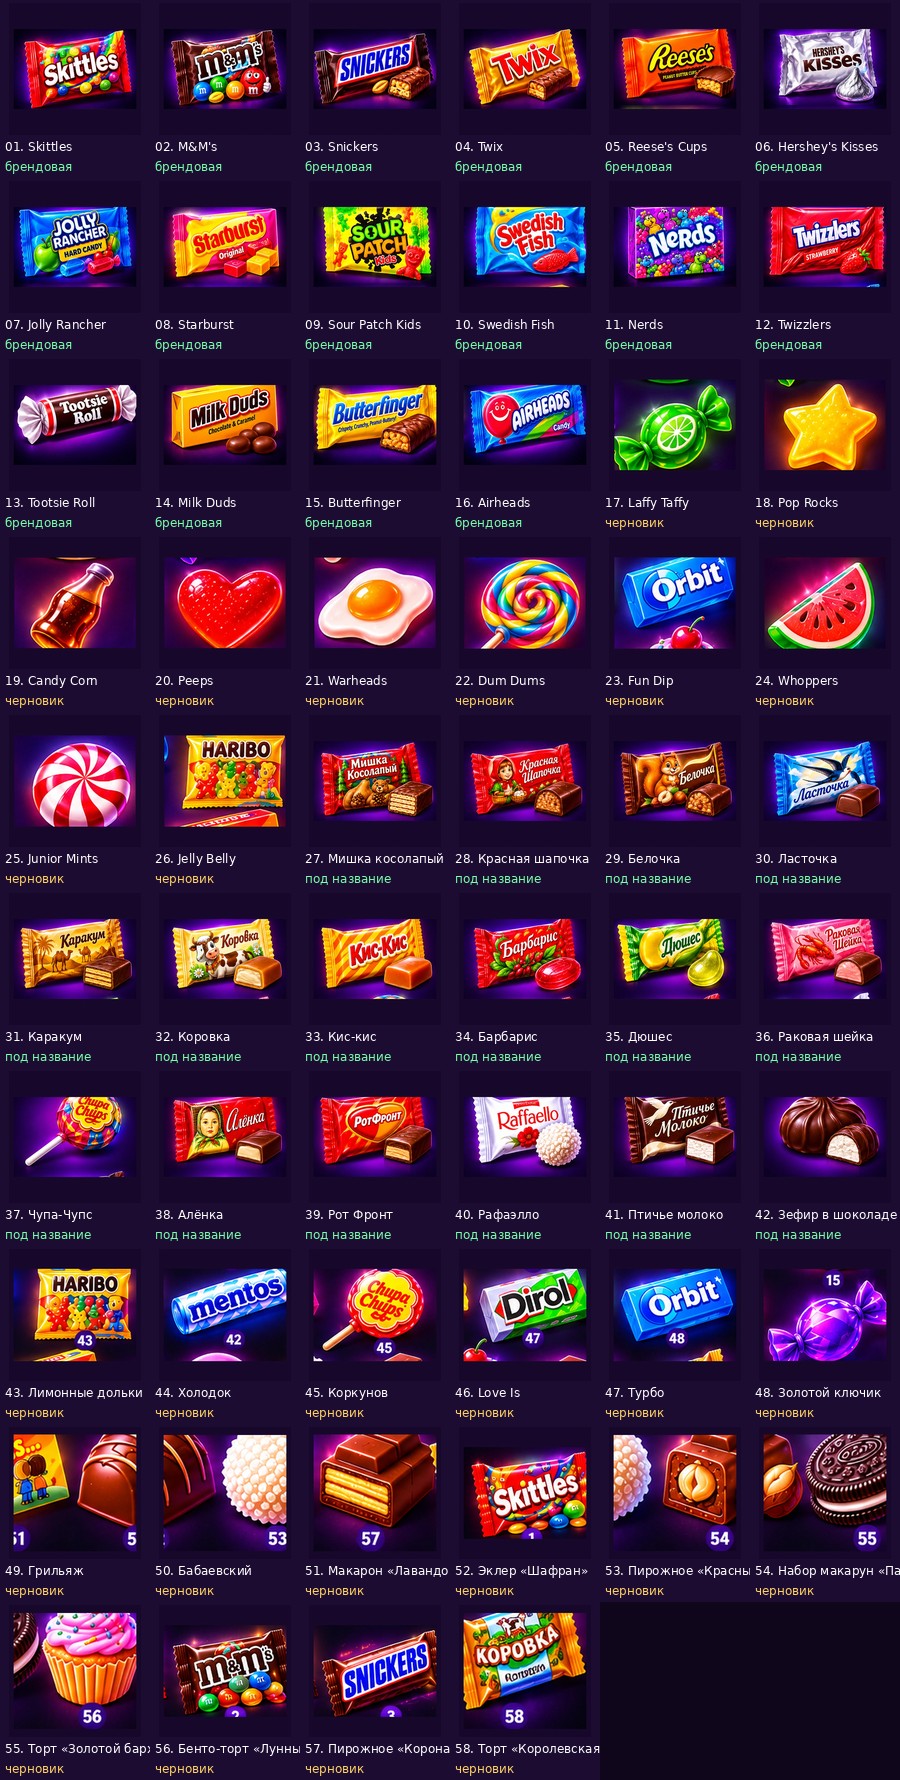 Skittles
m&m's
m
m
m
SNICKERS
Twix
Reese's
PEANUT BUTTER CUPS
HERSHEY'S
KISSES
01. Skittles
02. M&M's
03. Snickers
04. Twix
05. Reese's Cups
06. Hershey's Kisses
брендовая
брендовая
брендовая
брендовая
брендовая
брендовая
JOLLY
RANCHER
HARD CANDY
Starburst
Original
SOUR
PATCH
Kids
Swedish
Fish
NeRds
Twizzlers
STRAWBERRY
07. Jolly Rancher
08. Starburst
09. Sour Patch Kids
10. Swedish Fish
11. Nerds
12. Twizzlers
брендовая
брендовая
брендовая
брендовая
брендовая
брендовая
Tootsie
Roll
Milk Duds
Chocolate & Caramel
Butterfinger
Crispety, Crunchy, Peanut-Buttery!
AIRHEADS
Candy
13. Tootsie Roll
14. Milk Duds
15. Butterfinger
16. Airheads
17. Laffy Taffy
18. Pop Rocks
брендовая
брендовая
брендовая
брендовая
черновик
черновик
Orbit
19. Candy Corn
20. Peeps
21. Warheads
22. Dum Dums
23. Fun Dip
24. Whoppers
черновик
черновик
черновик
черновик
черновик
черновик
HARIBO
Мишка
Косолапый
Красная
Шапочка
Белочка
Ласточка
25. Junior Mints
26. Jelly Belly
27. Мишка косолапый
28. Красная шапочка
29. Белочка
30. Ласточка
черновик
черновик
под название
под название
под название
под название
Каракум
Коровка
Кис-Кис
Барбарис
Дюшес
Раковая
Шейка
31. Каракум
32. Коровка
33. Кис-кис
34. Барбарис
35. Дюшес
36. Раковая шейка
под название
под название
под название
под название
под название
под название
Chupa
Chups
Алёнка
РотФронт
Raffaello
Птичье
Молоко
37. Чупа-Чупс
38. Алёнка
39. Рот Фронт
40. Рафаэлло
41. Птичье молоко
42. Зефир в шоколаде
под название
под название
под название
под название
под название
под название
HARIBO
43
mentos
42
Chupa
Chups
45
Dirol
47
Orbit
48
15
43. Лимонные дольки
44. Холодок
45. Коркунов
46. Love Is
47. Турбо
48. Золотой ключик
черновик
черновик
черновик
черновик
черновик
черновик
s...
51
5
53
57
Skittles
1
54
55
49. Грильяж
50. Бабаевский
51. Макарон «Лавандо
52. Эклер «Шафран»
53. Пирожное «Красны
54. Набор макарун «Па
черновик
черновик
черновик
черновик
черновик
черновик
56
m&m's
2
SNICKERS
3
КОРОВКА
58
55. Торт «Золотой бар
56. Бенто-торт «Лунны
57. Пирожное «Корона
58. Торт «Королевская
черновик
черновик
черновик
черновик